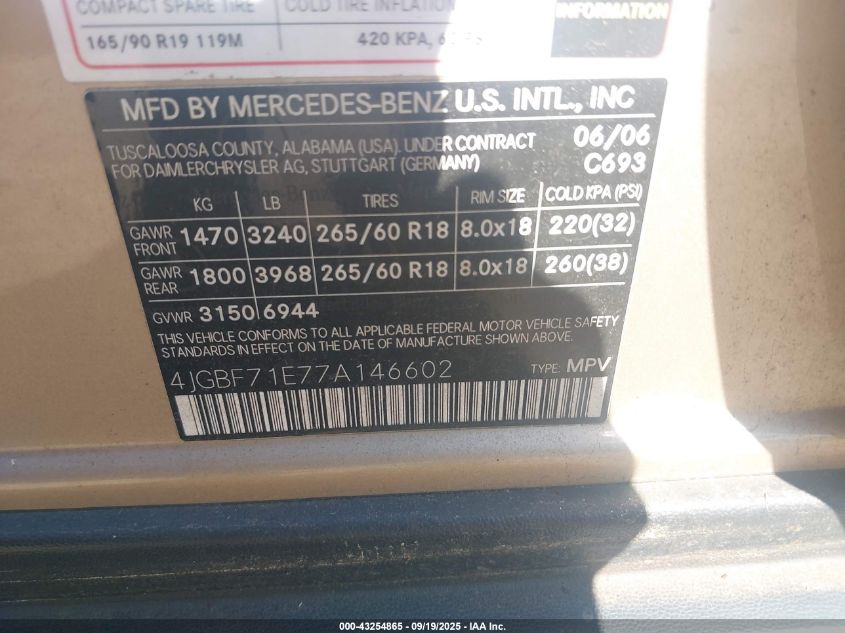 COMPACT SPARE TIRE COLD TIRE INFLATION
165/90 R19 119M 420 KPA,
INFORMATION
MFD BY MERCEDES-BENZ U.S. INTL., INC
TUSCALOOSA COUNTY, ALABAMA (USA). UNDER CONTRACT 06/06
FOR DAIMLERCHRYSLER AG, STUTTGART (GERMANY) C693
KG LB TIRES RIM SIZE COLD KPA (PSI)
GAWR FRONT 1470 3240 265/60 R18 8.0x18 220(32)
GAWR REAR 1800 3968 265/60 R18 8.0x18 260(38)
GVWR 3150 6944
THIS VEHICLE CONFORMS TO ALL APPLICABLE FEDERAL MOTOR VEHICLE SAFETY
STANDARDS IN EFFECT ON THE DATE OF MANUFACTURE SHOWN ABOVE.
4JGBF71E77A146602 TYPE: MPV
340-43254865 - 09/19/2025 - IAA Inc.